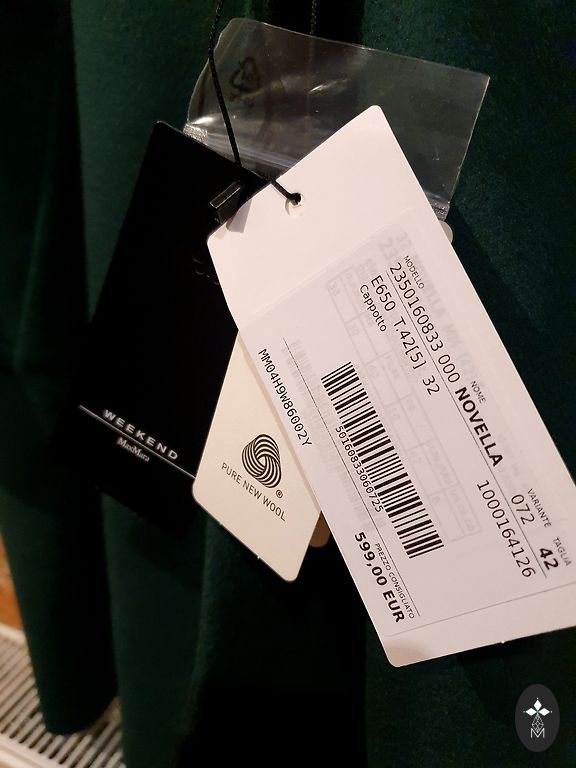 WEEKEND
MaxMara
PURE NEW WOOL
®
MODELLO
2350160833 000
NOME
NOVELLA
VARIANTE
072
TAGLIA
42
E650 T.42[5] 32
1000164126
Cappotto
5016083306072S
MM04H9W86002Y
PREZZO CONSIGLIATO
599,00 EUR
M